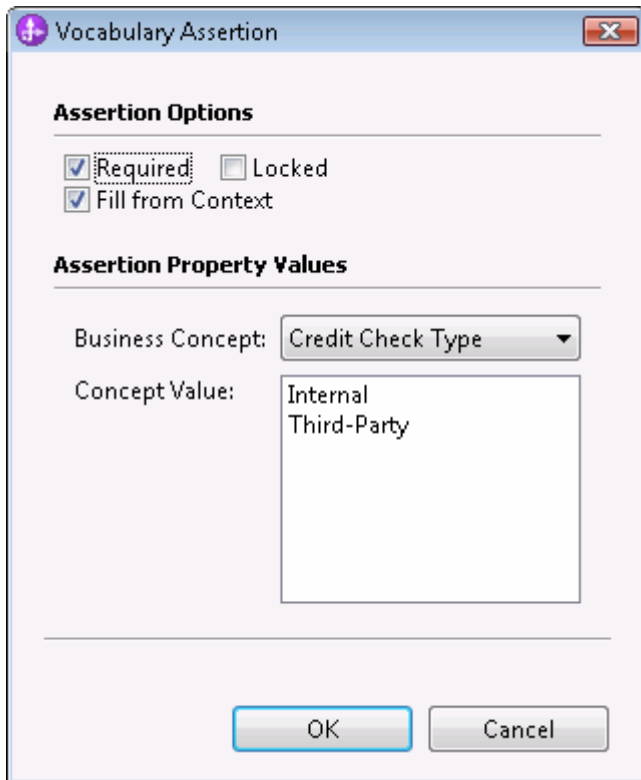 Vocabulary Assertion
Assertion Options
Required Locked
Fill from Context
Assertion Property Values
Business Concept: Credit Check Type
Concept Value: Internal
Third-Party
OK Cancel